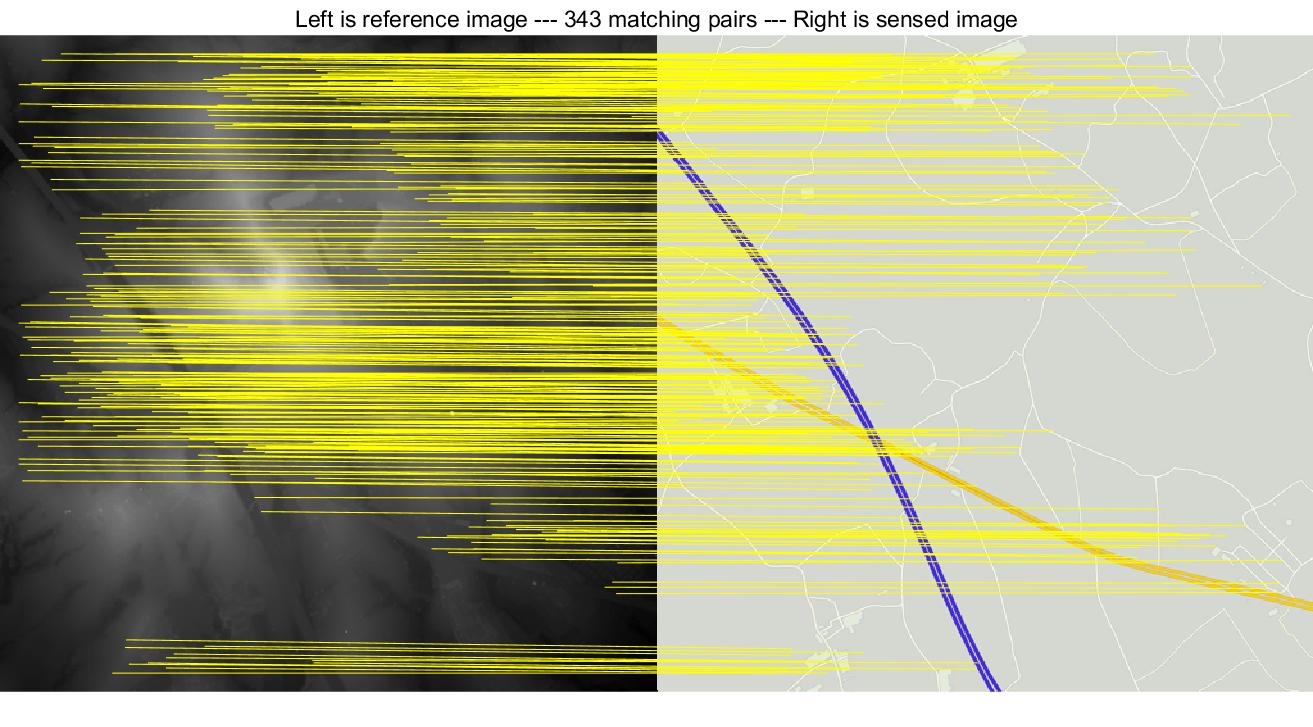 Left is reference image --- 343 matching pairs --- Right is sensed image